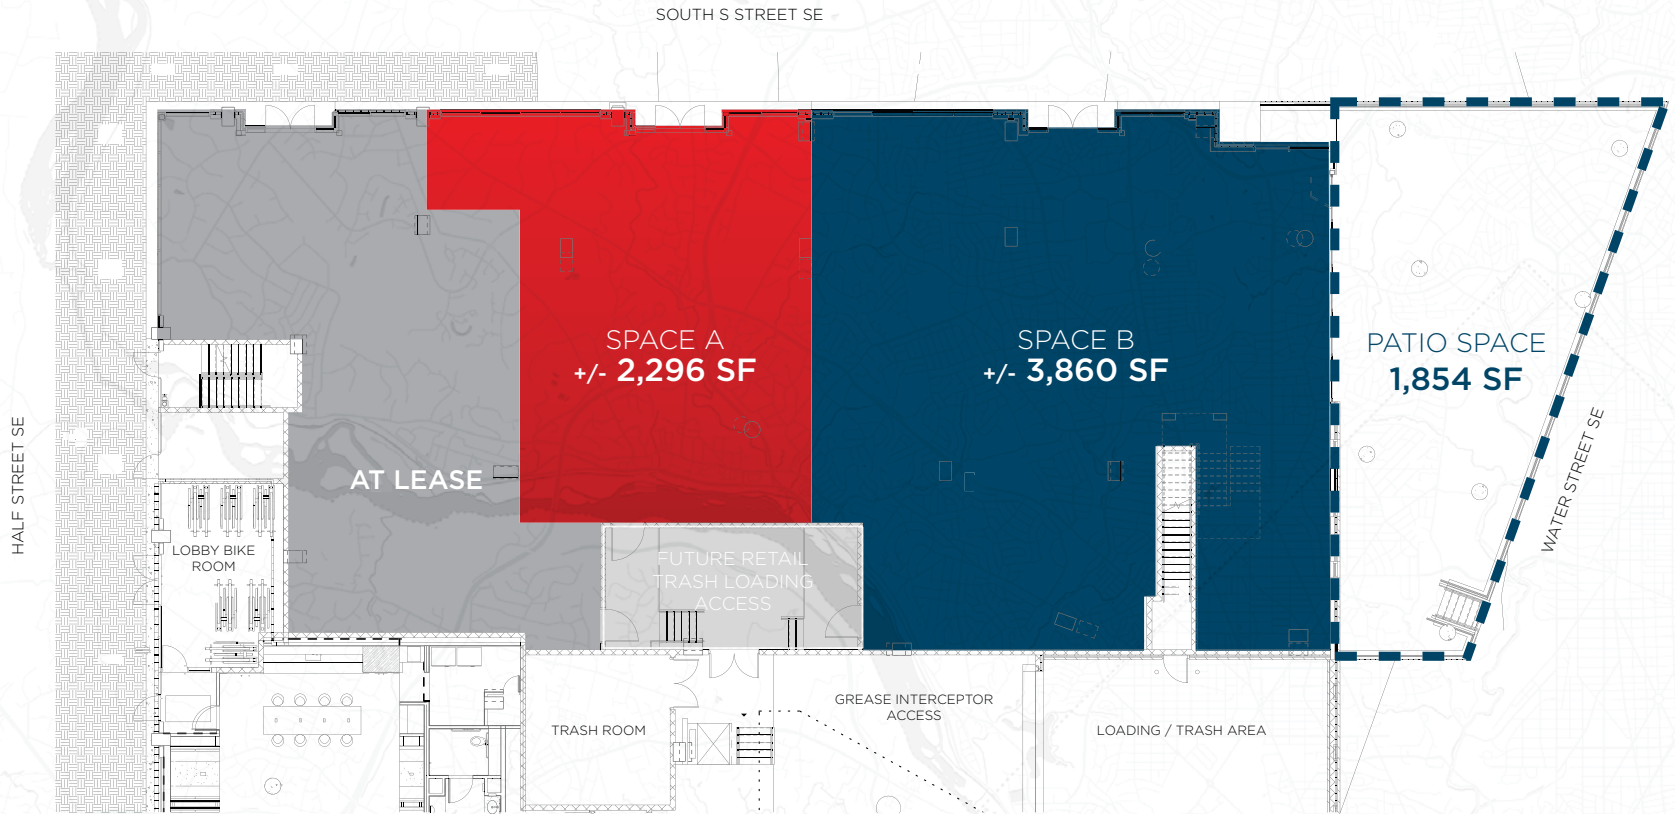 SOUTH S STREET SE
SPACE A
+/- 2,296 SF
SPACE B
+/- 3,860 SF
PATIO SPACE
1,854 SF
HALF STREET SE
WATER STREET SE
AT LEASE
LOBBY BIKE
ROOM
FUTURE RETAIL
TRASH LOADING
ACCESS
TRASH ROOM
GREASE INTERCEPTOR
ACCESS
LOADING / TRASH AREA